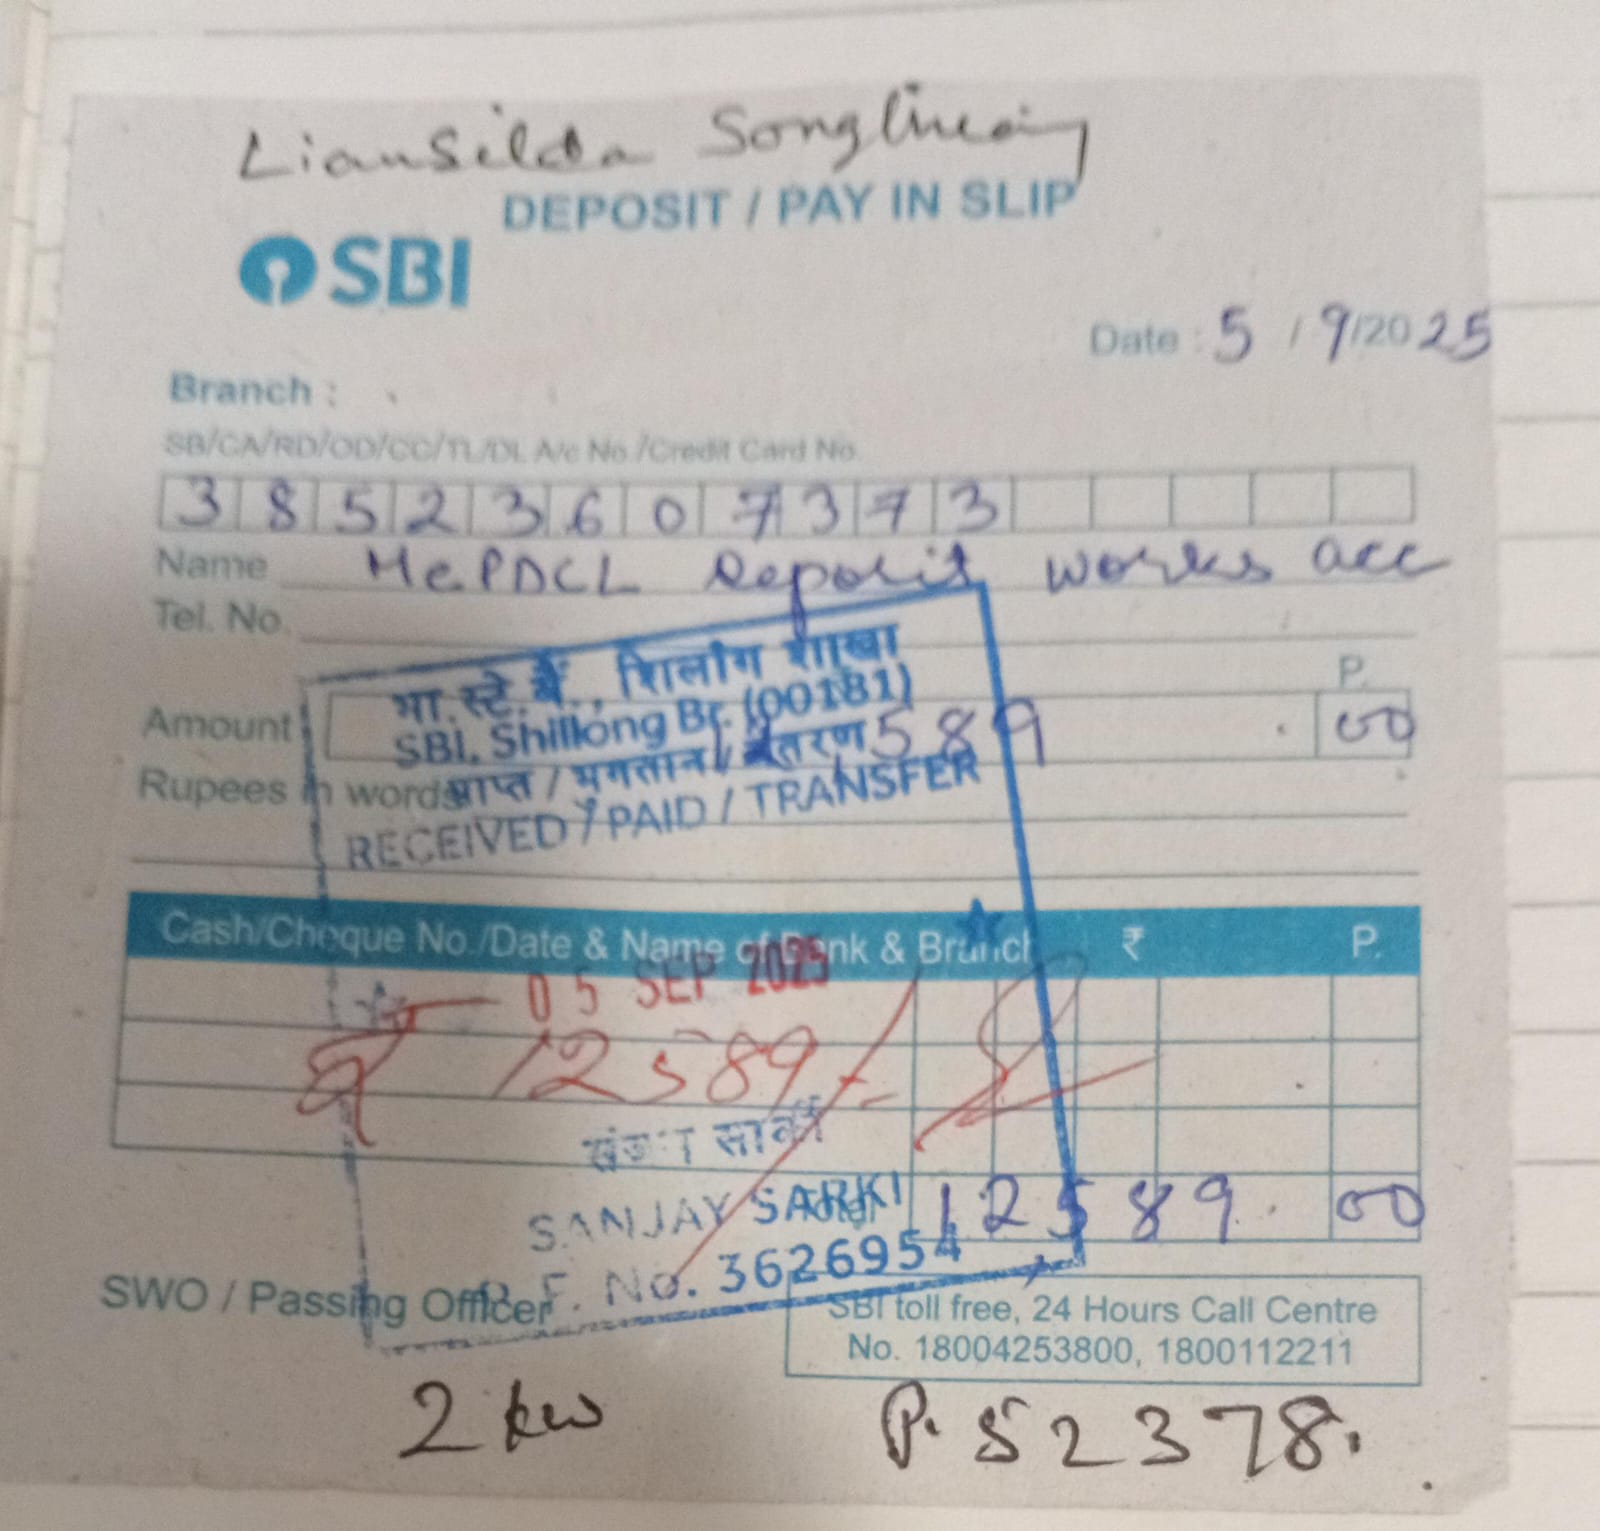 Liansilda Songthiang
DEPOSIT / PAY IN SLIP
SBI
Date : 5 / 9 /2025
Branch :
SB/CA/RD/OD/CC/TL/DL A/c No./Credit Card No.
3 8 5 2 3 6 0 7 3 7 3
Name MePDCL Deposit works acc
Tel. No.
भा.स्टे.बैं., शिलांग शाखा
SBI, Shillong Br. (00181)
P.
Amount 12,589 . 00
प्राप्त / भुगतान / अंतरण
Rupees in words
RECEIVED / PAID / TRANSFER
Cash/Cheque No./Date & Name of Bank & Branch ₹ P.
05 SEP 2025
12589/-
SANJAY SARKI
Total 12589 . 00
P. F. No. 3626954
SWO / Passing Officer
SBI toll free, 24 Hours Call Centre
No. 18004253800, 1800112211
2 kw P. 52378.